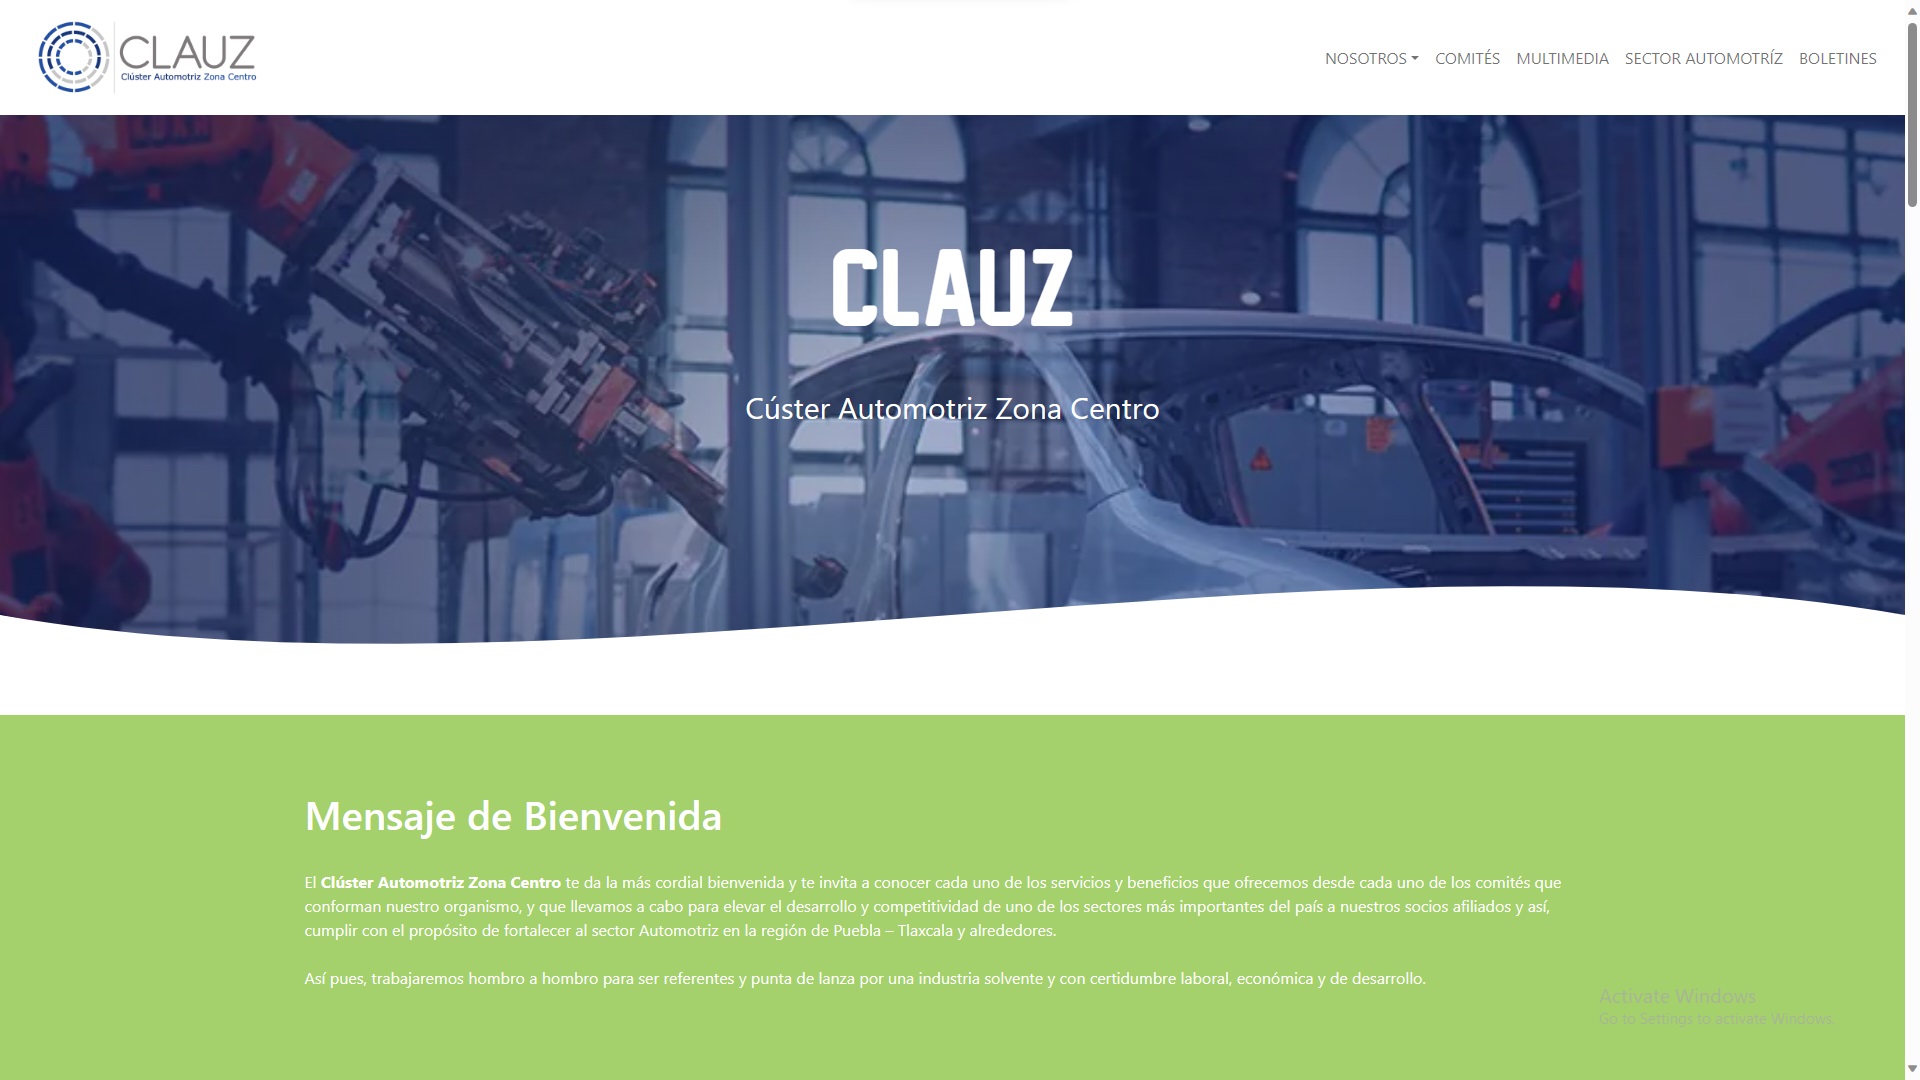 CLAUZ
Clúster Automotriz Zona Centro
NOSOTROS COMITÉS MULTIMEDIA SECTOR AUTOMOTRÍZ BOLETINES
CLAUZ
Cúster Automotriz Zona Centro
Mensaje de Bienvenida
El Clúster Automotriz Zona Centro te da la más cordial bienvenida y te invita a conocer cada uno de los servicios y beneficios que ofrecemos desde cada uno de los comités que
conforman nuestro organismo, y que llevamos a cabo para elevar el desarrollo y competitividad de uno de los sectores más importantes del país a nuestros socios afiliados y así,
cumplir con el propósito de fortalecer al sector Automotriz en la región de Puebla – Tlaxcala y alrededores.
Así pues, trabajaremos hombro a hombro para ser referentes y punta de lanza por una industria solvente y con certidumbre laboral, económica y de desarrollo.
Activate Windows
Go to Settings to activate Windows.